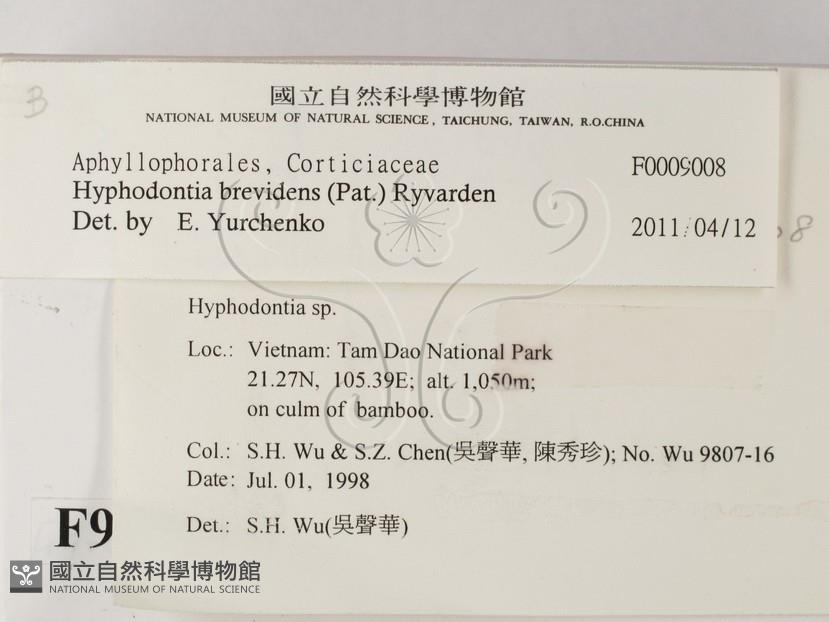 B
國立自然科學博物館
NATIONAL MUSEUM OF NATURAL SCIENCE, TAICHUNG, TAIWAN, R.O.CHINA
Aphyllophorales, Corticiaceae F0009008
Hyphodontia brevidens (Pat.) Ryvarden
Det. by E. Yurchenko 2011/04/12
8
Hyphodontia sp.
Loc.: Vietnam: Tam Dao National Park
21.27N, 105.39E; alt. 1,050m;
on culm of bamboo.
Col.: S.H. Wu & S.Z. Chen(吳聲華, 陳秀珍); No. Wu 9807-16
Date: Jul. 01, 1998
Det.: S.H. Wu(吳聲華)
F9
國立自然科學博物館
NATIONAL MUSEUM OF NATURAL SCIENCE